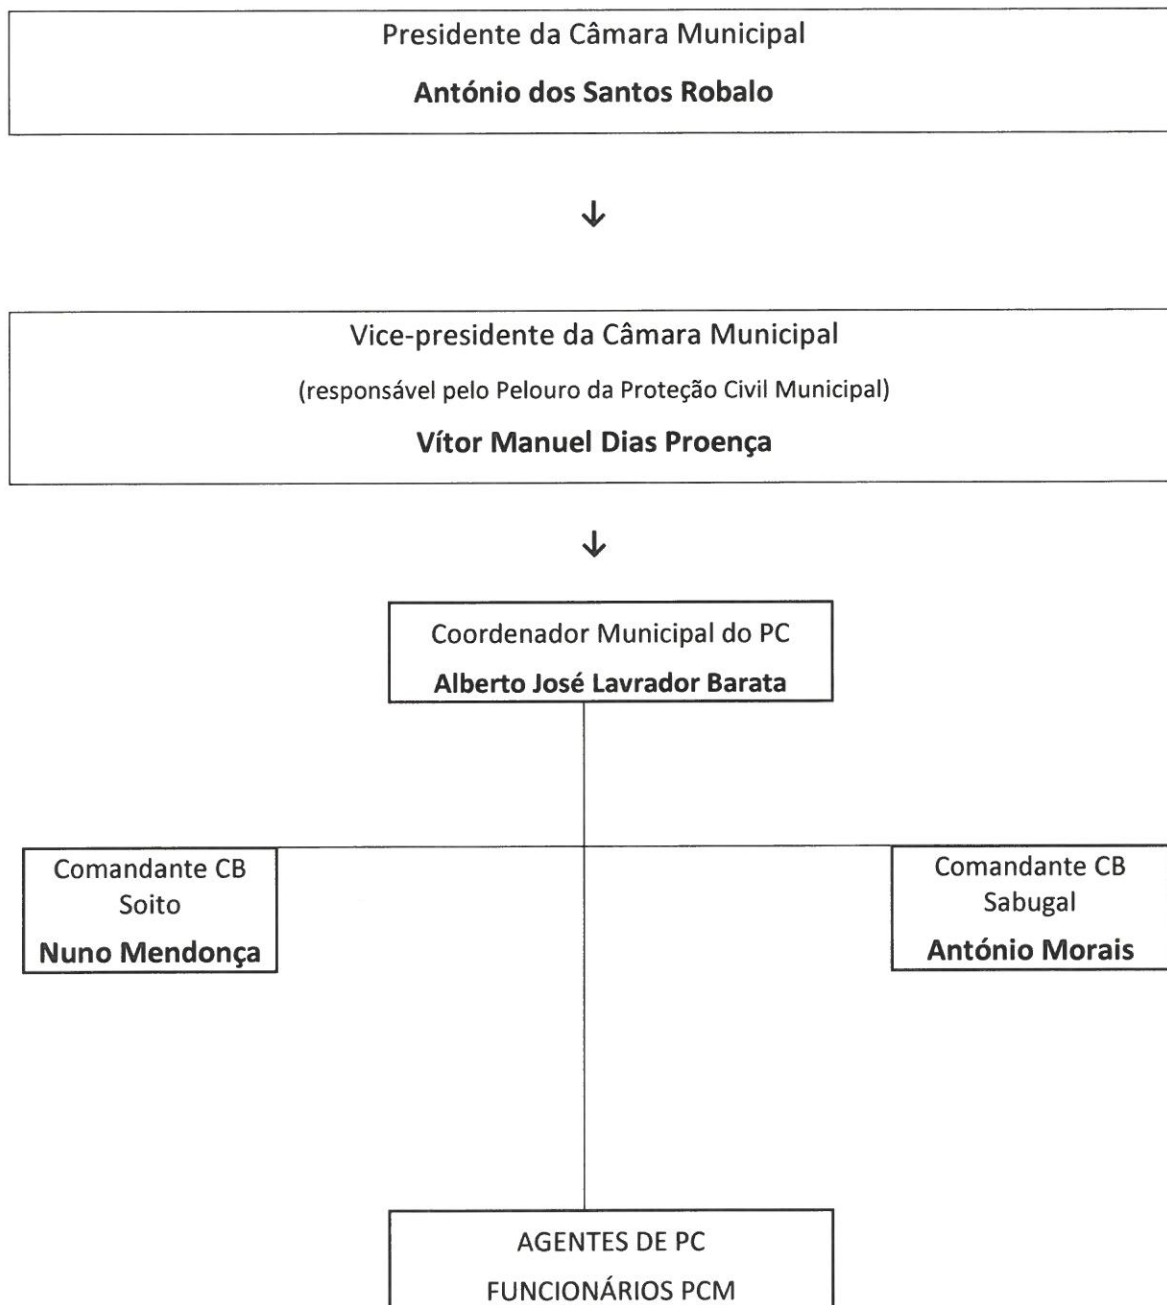 Presidente da Câmara Municipal
António dos Santos Robalo
↓
Vice-presidente da Câmara Municipal
(responsável pelo Pelouro da Proteção Civil Municipal)
Vítor Manuel Dias Proença
↓
Coordenador Municipal do PC
Alberto José Lavrador Barata
Comandante CB
Soito
Nuno Mendonça
Comandante CB
Sabugal
António Morais
AGENTES DE PC
FUNCIONÁRIOS PCM